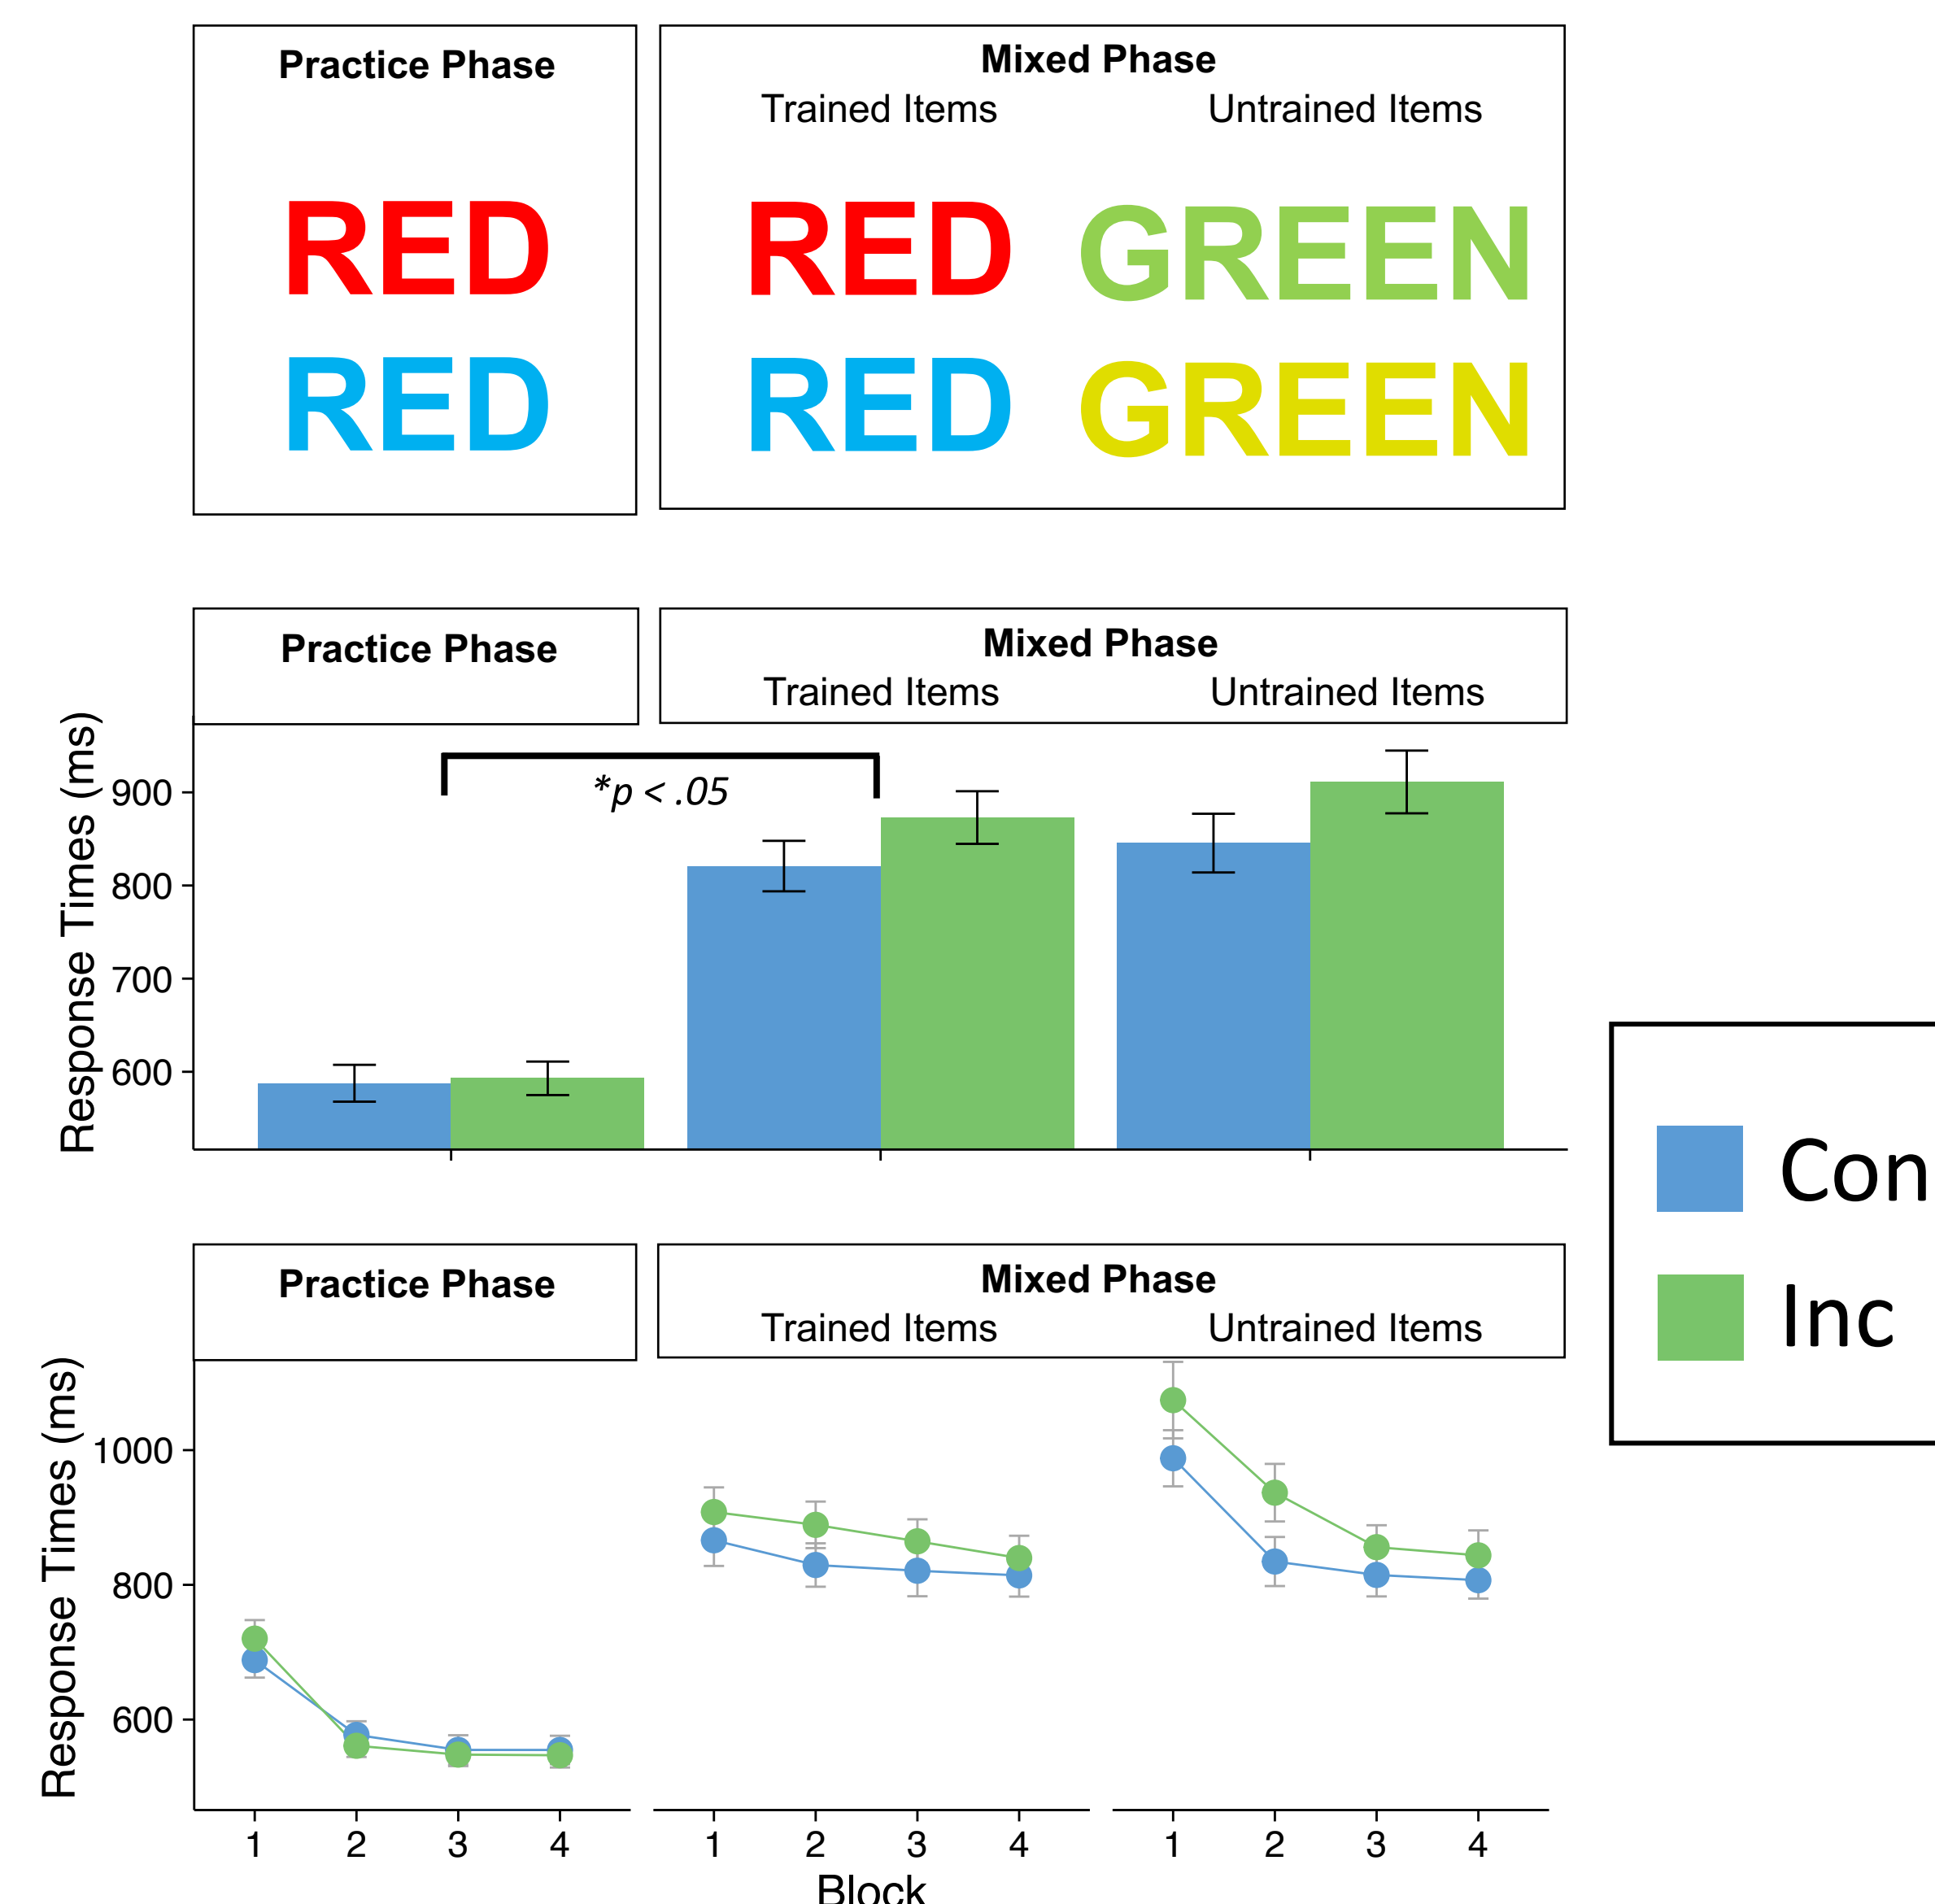 Practice Phase
Mixed Phase
Trained Items Untrained Items
RED
RED GREEN
RED
RED GREEN
Practice Phase
Mixed Phase
Trained Items Untrained Items
Response Times (ms)
900
800
700
600
*p < .05
Con
Inc
Practice Phase
Mixed Phase
Trained Items Untrained Items
Response Times (ms)
1000
800
600
1 2 3 4 1 2 3 4 1 2 3 4
Block